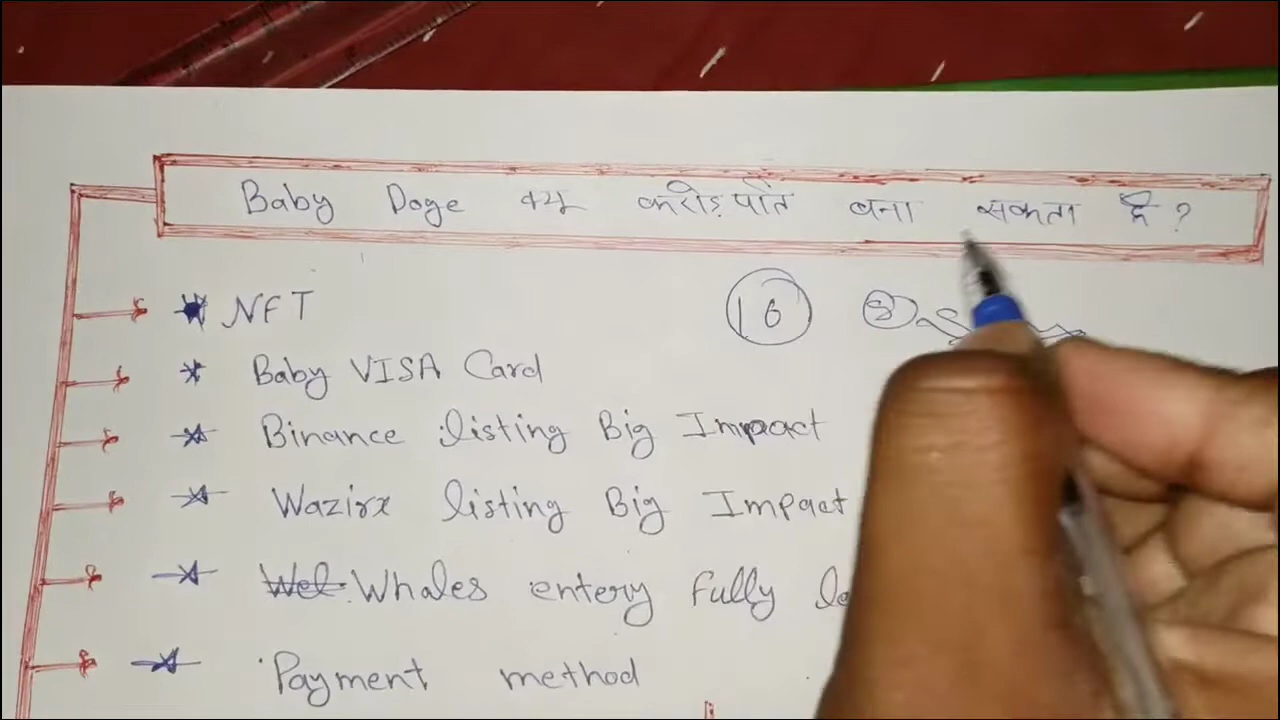 Baby Doge क्यू करोड़पति बना सकता है ?
NFT
16
Baby VISA Card
Binance listing Big Impact
Wazirx listing Big Impact
Wel Whales entery fully
Payment method